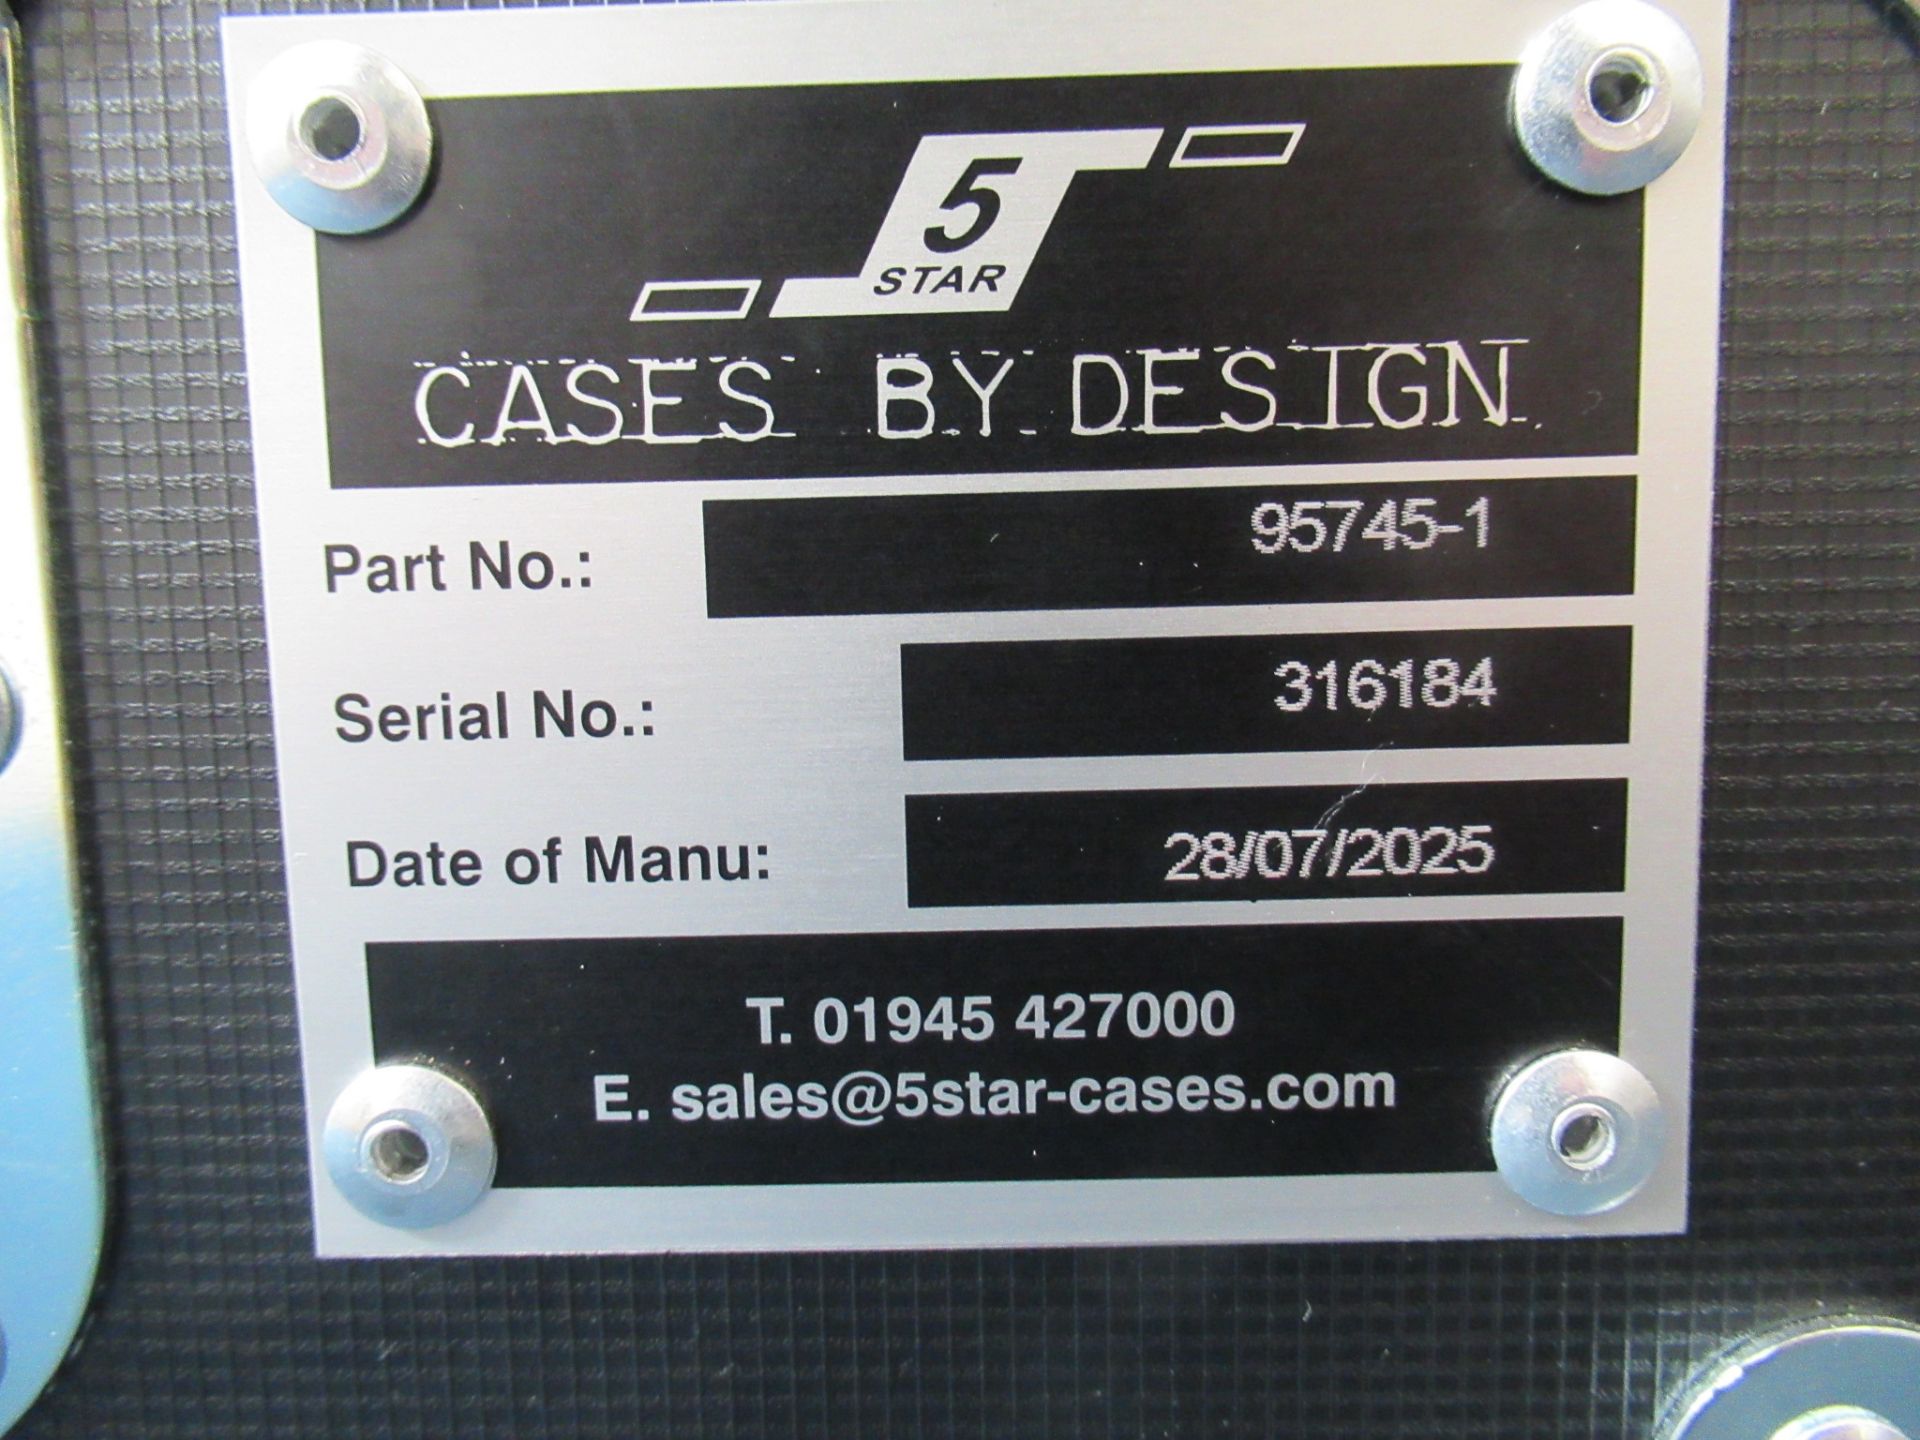 5
STAR
CASES BY DESIGN
Part No.: 95745-1
Serial No.: 316184
Date of Manu: 28/07/2025
T. 01945 427000
E. sales@5star-cases.com